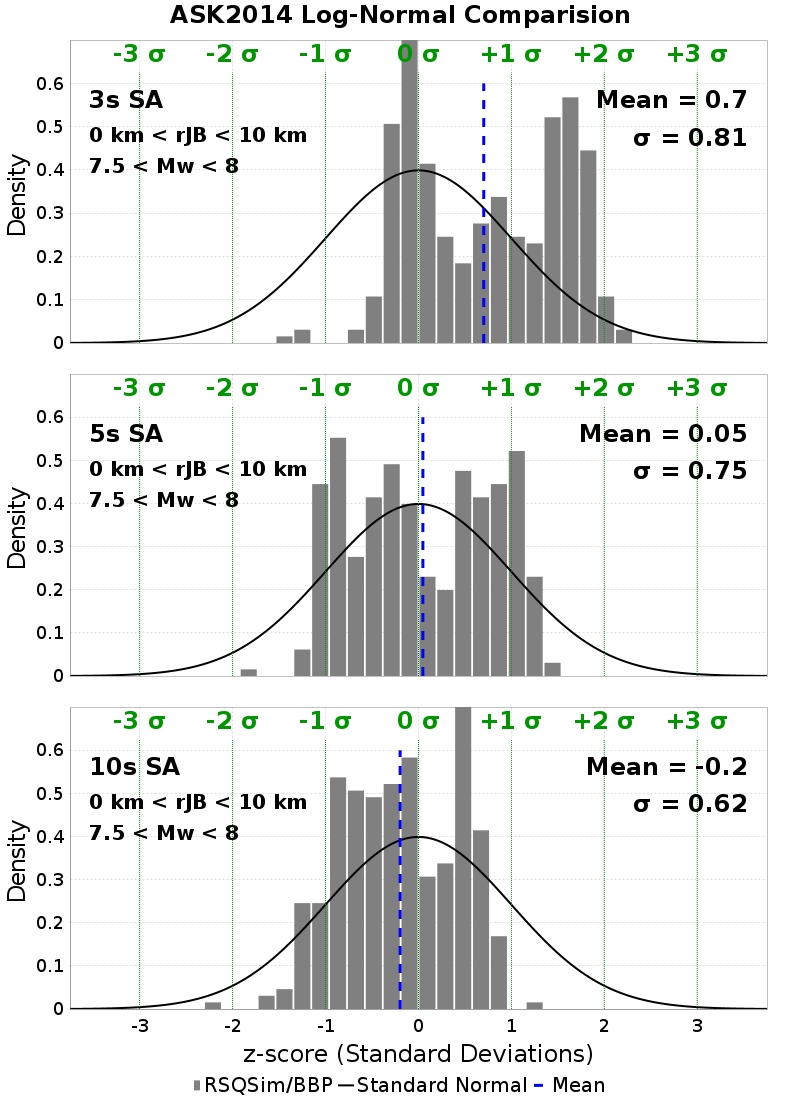 ASK2014 Log-Normal Comparision
-3 σ -2 σ -1 σ 0 σ +1 σ +2 σ +3 σ
3s SA
0 km < rJB < 10 km
7.5 < Mw < 8
Mean = 0.7
σ = 0.81
Density
0.6
0.5
0.4
0.3
0.2
0.1
0
-3 σ -2 σ -1 σ 0 σ +1 σ +2 σ +3 σ
5s SA
0 km < rJB < 10 km
7.5 < Mw < 8
Mean = 0.05
σ = 0.75
Density
0.6
0.5
0.4
0.3
0.2
0.1
0
-3 σ -2 σ -1 σ 0 σ +1 σ +2 σ +3 σ
10s SA
0 km < rJB < 10 km
7.5 < Mw < 8
Mean = -0.2
σ = 0.62
Density
0.6
0.5
0.4
0.3
0.2
0.1
0
-3 -2 -1 0 1 2 3
z-score (Standard Deviations)
RSQSim/BBP Standard Normal Mean